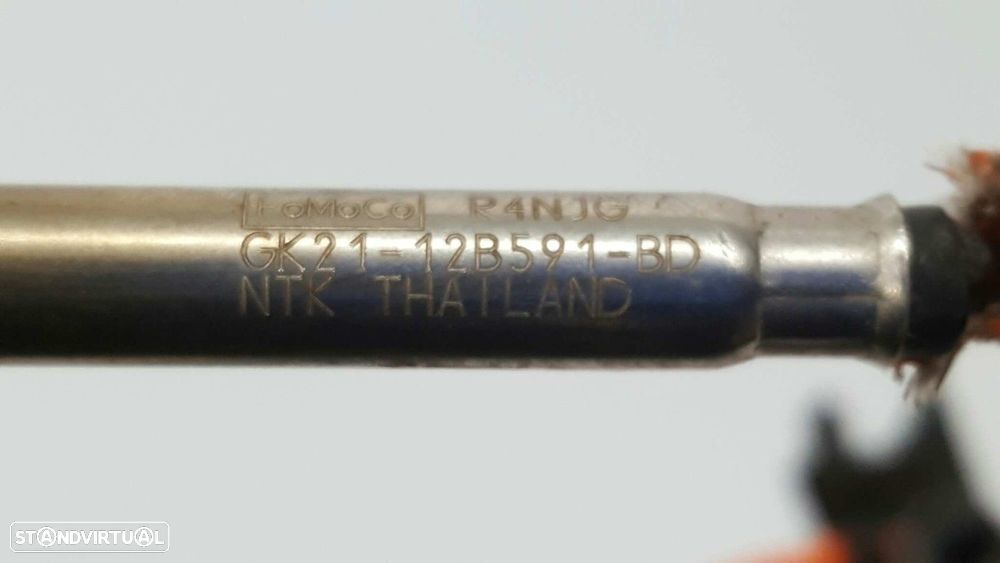 FoMoCo R4NJG
GK21-12B591-BD
NTK THAILAND
STANDVIRTUAL